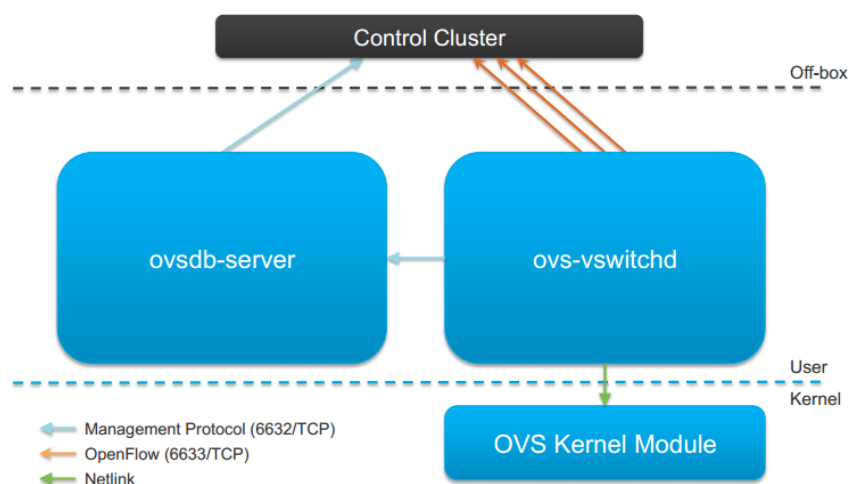 Control Cluster
Off-box
ovsdb-server
ovs-vswitchd
User
Kernel
Management Protocol (6632/TCP)
OpenFlow (6633/TCP)
Netlink
OVS Kernel Module